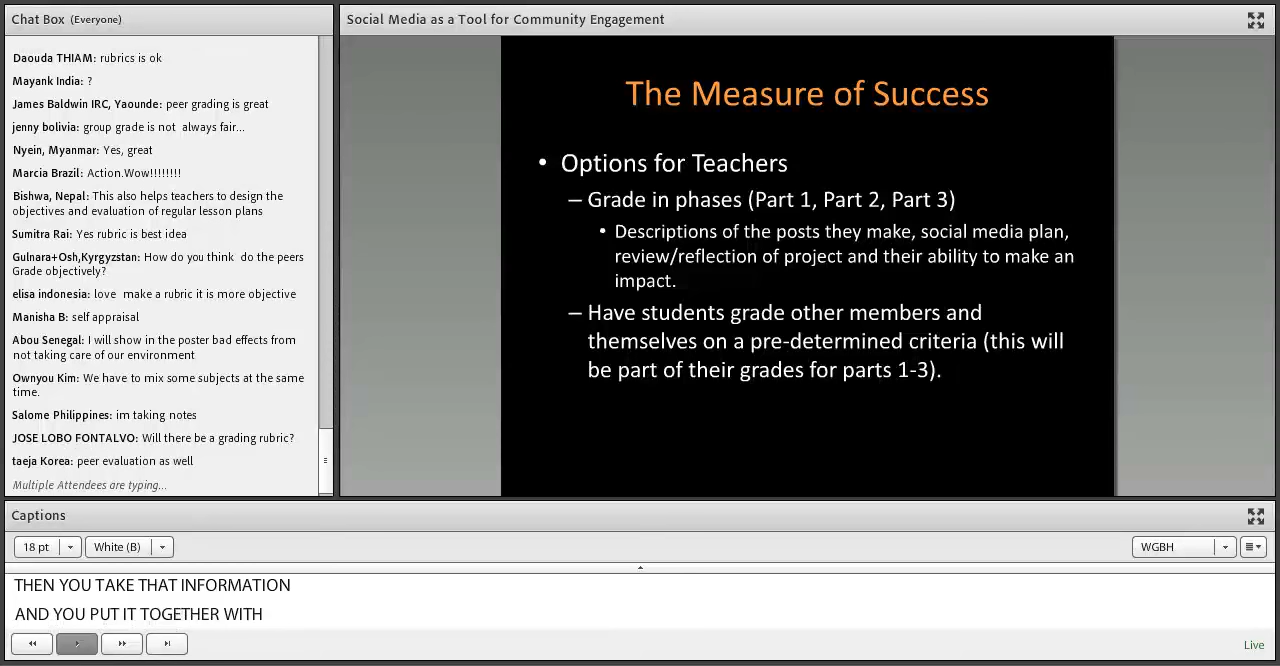 Chat Box (Everyone)
Daouda THIAM: rubrics is ok
Mayank India: ?
James Baldwin IRC, Yaounde: peer grading is great
jenny bolivia: group grade is not always fair...
Nyein, Myanmar: Yes, great
Marcia Brazil: Action.Wow!!!!!!!!
Bishwa, Nepal: This also helps teachers to design the
objectives and evaluation of regular lesson plans
Sumitra Rai: Yes rubric is best idea
Gulnara+Osh,Kyrgyzstan: How do you think do the peers
Grade objectively?
elisa indonesia: love make a rubric it is more objective
Manisha B: self appraisal
Abou Senegal: I will show in the poster bad effects from
not taking care of our environment
Ownyou Kim: We have to mix some subjects at the same
time.
Salome Philippines: im taking notes
JOSE LOBO FONTALVO: Will there be a grading rubric?
taeja Korea: peer evaluation as well
Multiple Attendees are typing...
Social Media as a Tool for Community Engagement
The Measure of Success
• Options for Teachers
– Grade in phases (Part 1, Part 2, Part 3)
• Descriptions of the posts they make, social media plan,
review/reflection of project and their ability to make an
impact.
– Have students grade other members and
themselves on a pre-determined criteria (this will
be part of their grades for parts 1-3).
Captions
18 pt
White (B)
WGBH
THEN YOU TAKE THAT INFORMATION
AND YOU PUT IT TOGETHER WITH
Live